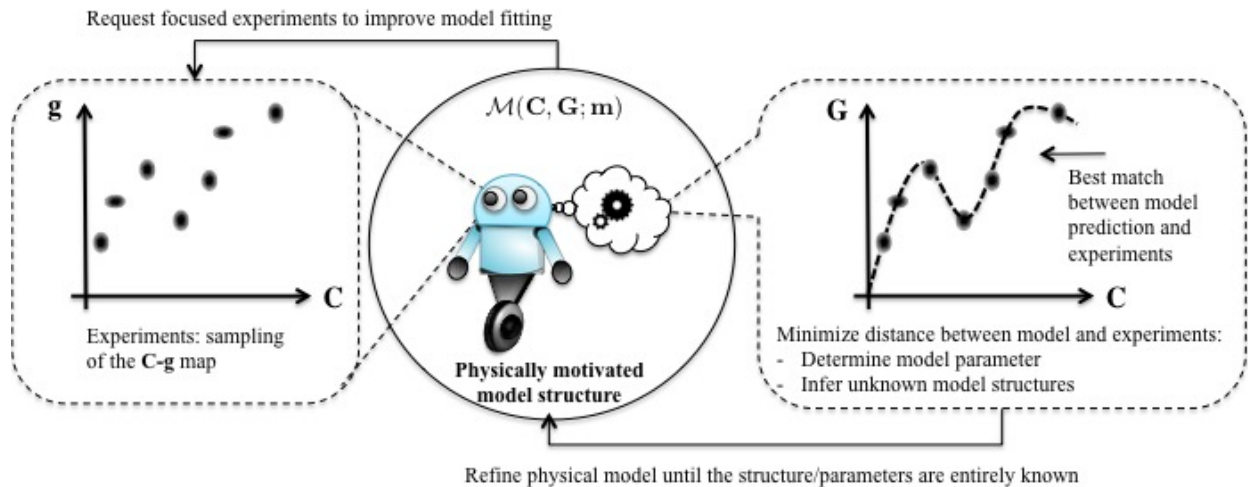 Request focused experiments to improve model fitting
g
C
Experiments: sampling
of the C-g map
M(C, G; m)
Physically motivated
model structure
G
C
Best match
between model
prediction and
experiments
Minimize distance between model and experiments:
- Determine model parameter
- Infer unknown model structures
Refine physical model until the structure/parameters are entirely known